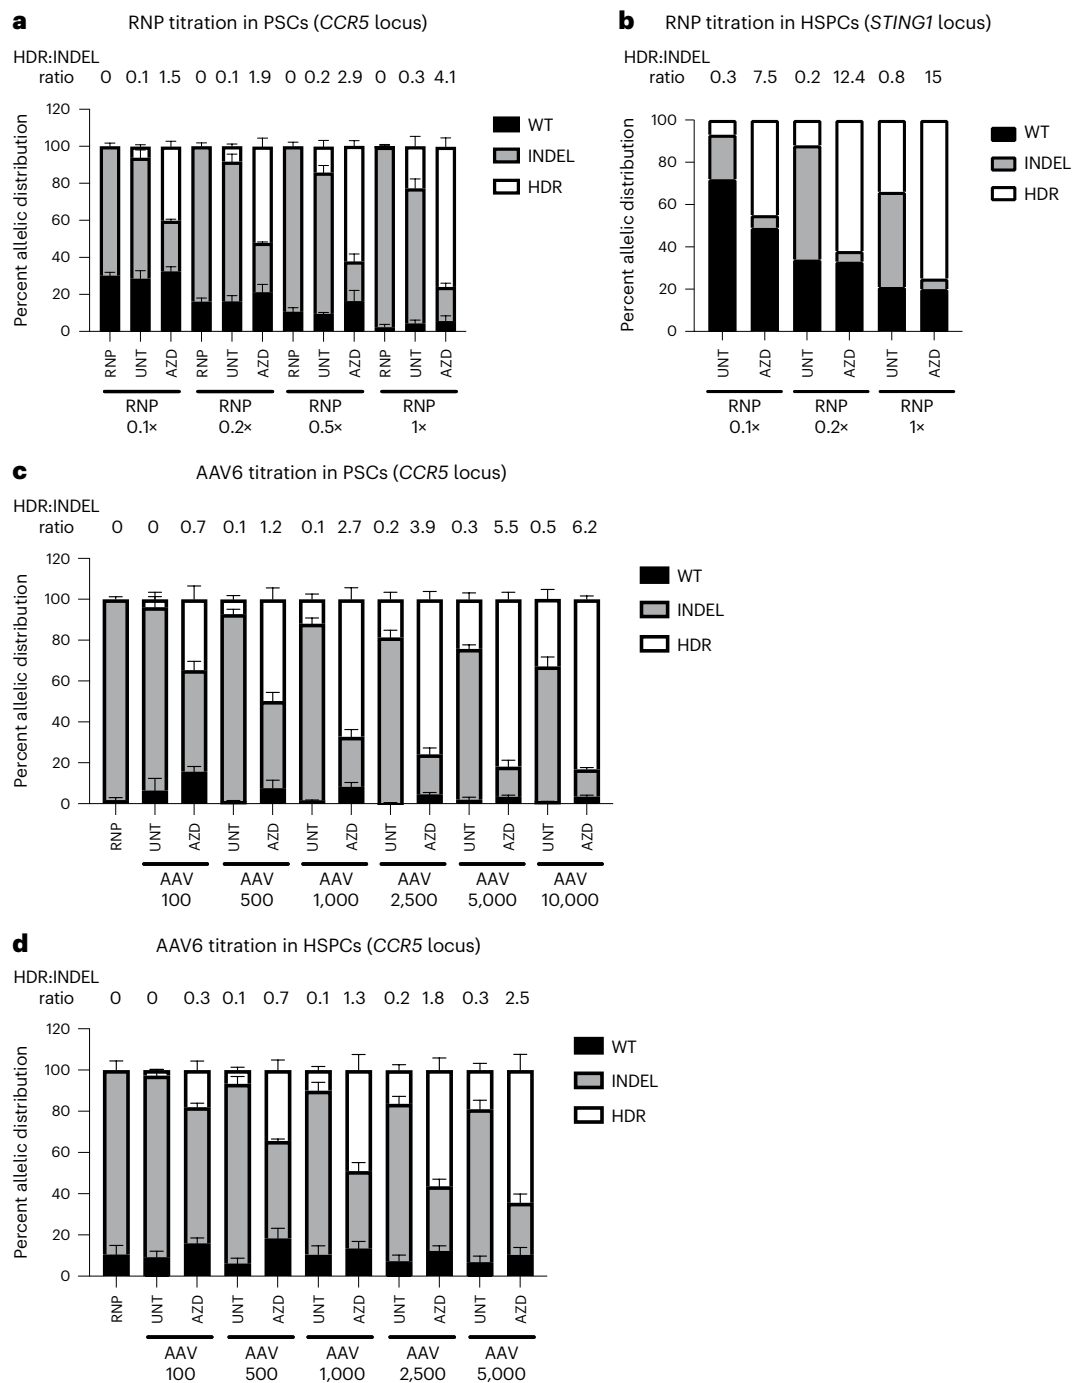 a
RNP titration in PSCs (CCR5 locus)
HDR:INDEL
ratio 0 0.1 1.5 0 0.1 1.9 0 0.2 2.9 0 0.3 4.1
Percent allelic distribution
120
100
80
60
40
20
0
WT
INDEL
HDR
RNP UNT AZD RNP UNT AZD RNP UNT AZD RNP UNT AZD
RNP RNP RNP RNP
0.1× 0.2× 0.5× 1×
b
RNP titration in HSPCs (STING1 locus)
HDR:INDEL
ratio 0.3 7.5 0.2 12.4 0.8 15
Percent allelic distribution
100
80
60
40
20
0
WT
INDEL
HDR
UNT AZD UNT AZD UNT AZD
RNP RNP RNP
0.1× 0.2× 1×
c
AAV6 titration in PSCs (CCR5 locus)
HDR:INDEL
ratio 0 0 0.7 0.1 1.2 0.1 2.7 0.2 3.9 0.3 5.5 0.5 6.2
Percent allelic distribution
120
100
80
60
40
20
0
WT
INDEL
HDR
RNP UNT AZD UNT AZD UNT AZD UNT AZD UNT AZD UNT AZD
AAV AAV AAV AAV AAV AAV
100 500 1,000 2,500 5,000 10,000
d
AAV6 titration in HSPCs (CCR5 locus)
HDR:INDEL
ratio 0 0 0.3 0.1 0.7 0.1 1.3 0.2 1.8 0.3 2.5
Percent allelic distribution
120
100
80
60
40
20
0
WT
INDEL
HDR
RNP UNT AZD UNT AZD UNT AZD UNT AZD UNT AZD
AAV AAV AAV AAV AAV
100 500 1,000 2,500 5,000